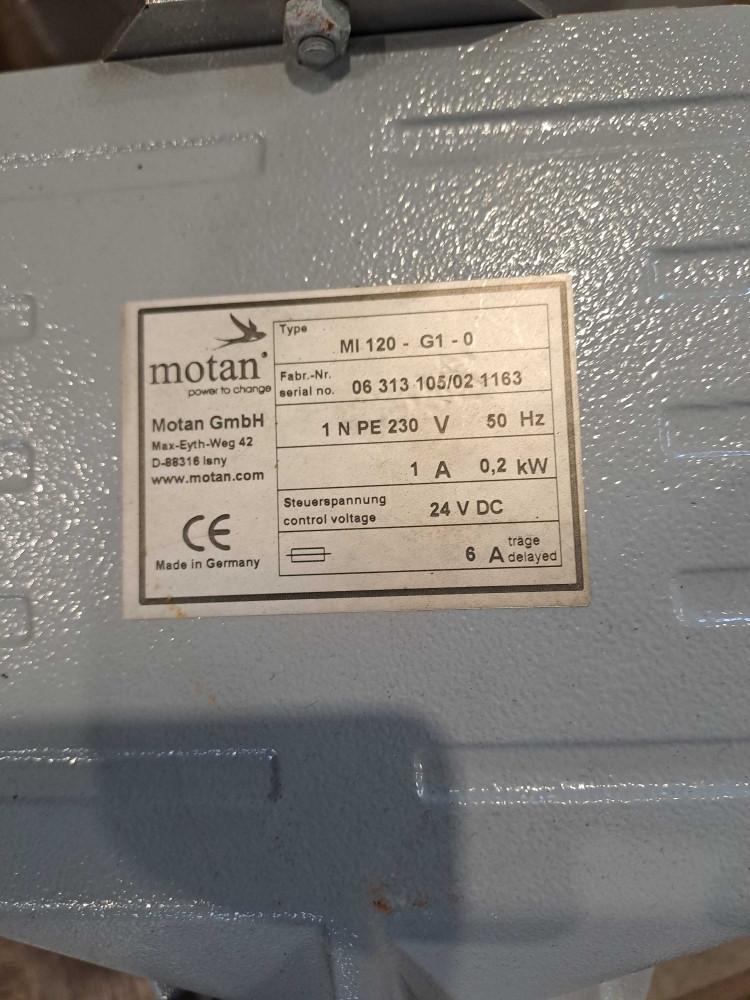 motan®
power to change
Motan GmbH
Max-Eyth-Weg 42
D-88316 Isny
www.motan.com
CE
Made in Germany
Type
MI 120 - G1 - 0
Fabr.-Nr.
serial no. 06 313 105/02 1163
1 N PE 230 V 50 Hz
1 A 0,2 kW
Steuerspannung
control voltage 24 V DC
6 A träge
delayed